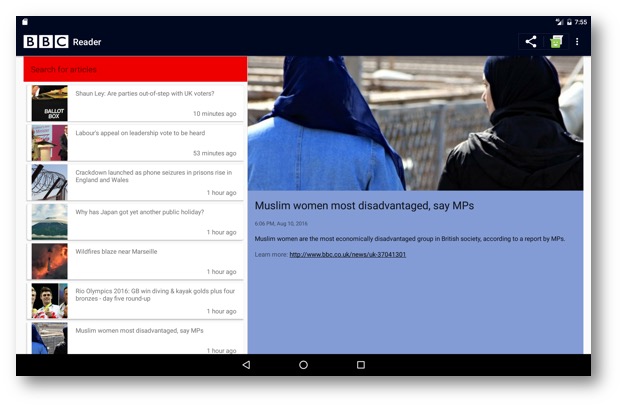 7:55
BBC Reader
Search for articles
Shaun Ley: Are parties out-of-step with UK voters?
BALLOT
BOX
10 minutes ago
Labour's appeal on leadership vote to be heard
53 minutes ago
Crackdown launched as phone seizures in prisons rise in
England and Wales
1 hour ago
Why has Japan got yet another public holiday?
1 hour ago
Wildfires blaze near Marseille
1 hour ago
Rio Olympics 2016: GB win diving & kayak golds plus four
bronzes - day five round-up
1 hour ago
Muslim women most disadvantaged, say MPs
1 hour ago
Muslim women most disadvantaged, say MPs
6:06 PM, Aug 10, 2016
Muslim women are the most economically disadvantaged group in British society, according to a report by MPs.
Learn more: http://www.bbc.co.uk/news/uk-37041301